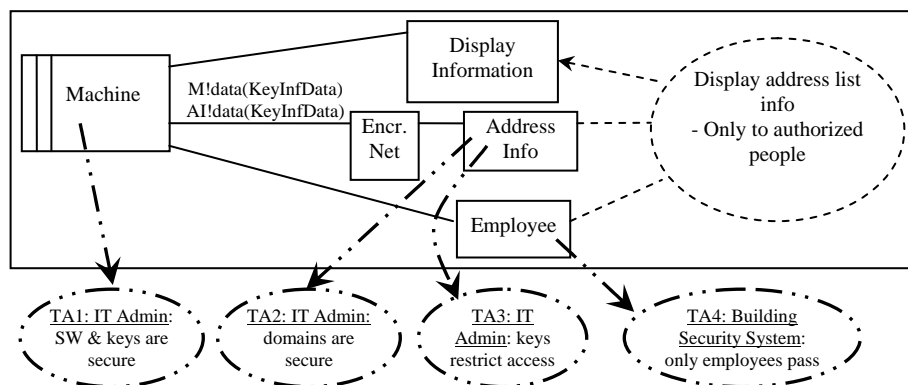 Display
Information
Machine
M!data(KeyInfData)
AI!data(KeyInfData)
Encr.
Net
Address
Info
Employee
Display address list
info
- Only to authorized
people
TA1: IT Admin:
SW & keys are
secure
TA2: IT Admin:
domains are
secure
TA3: IT
Admin: keys
restrict access
TA4: Building
Security System:
only employees pass